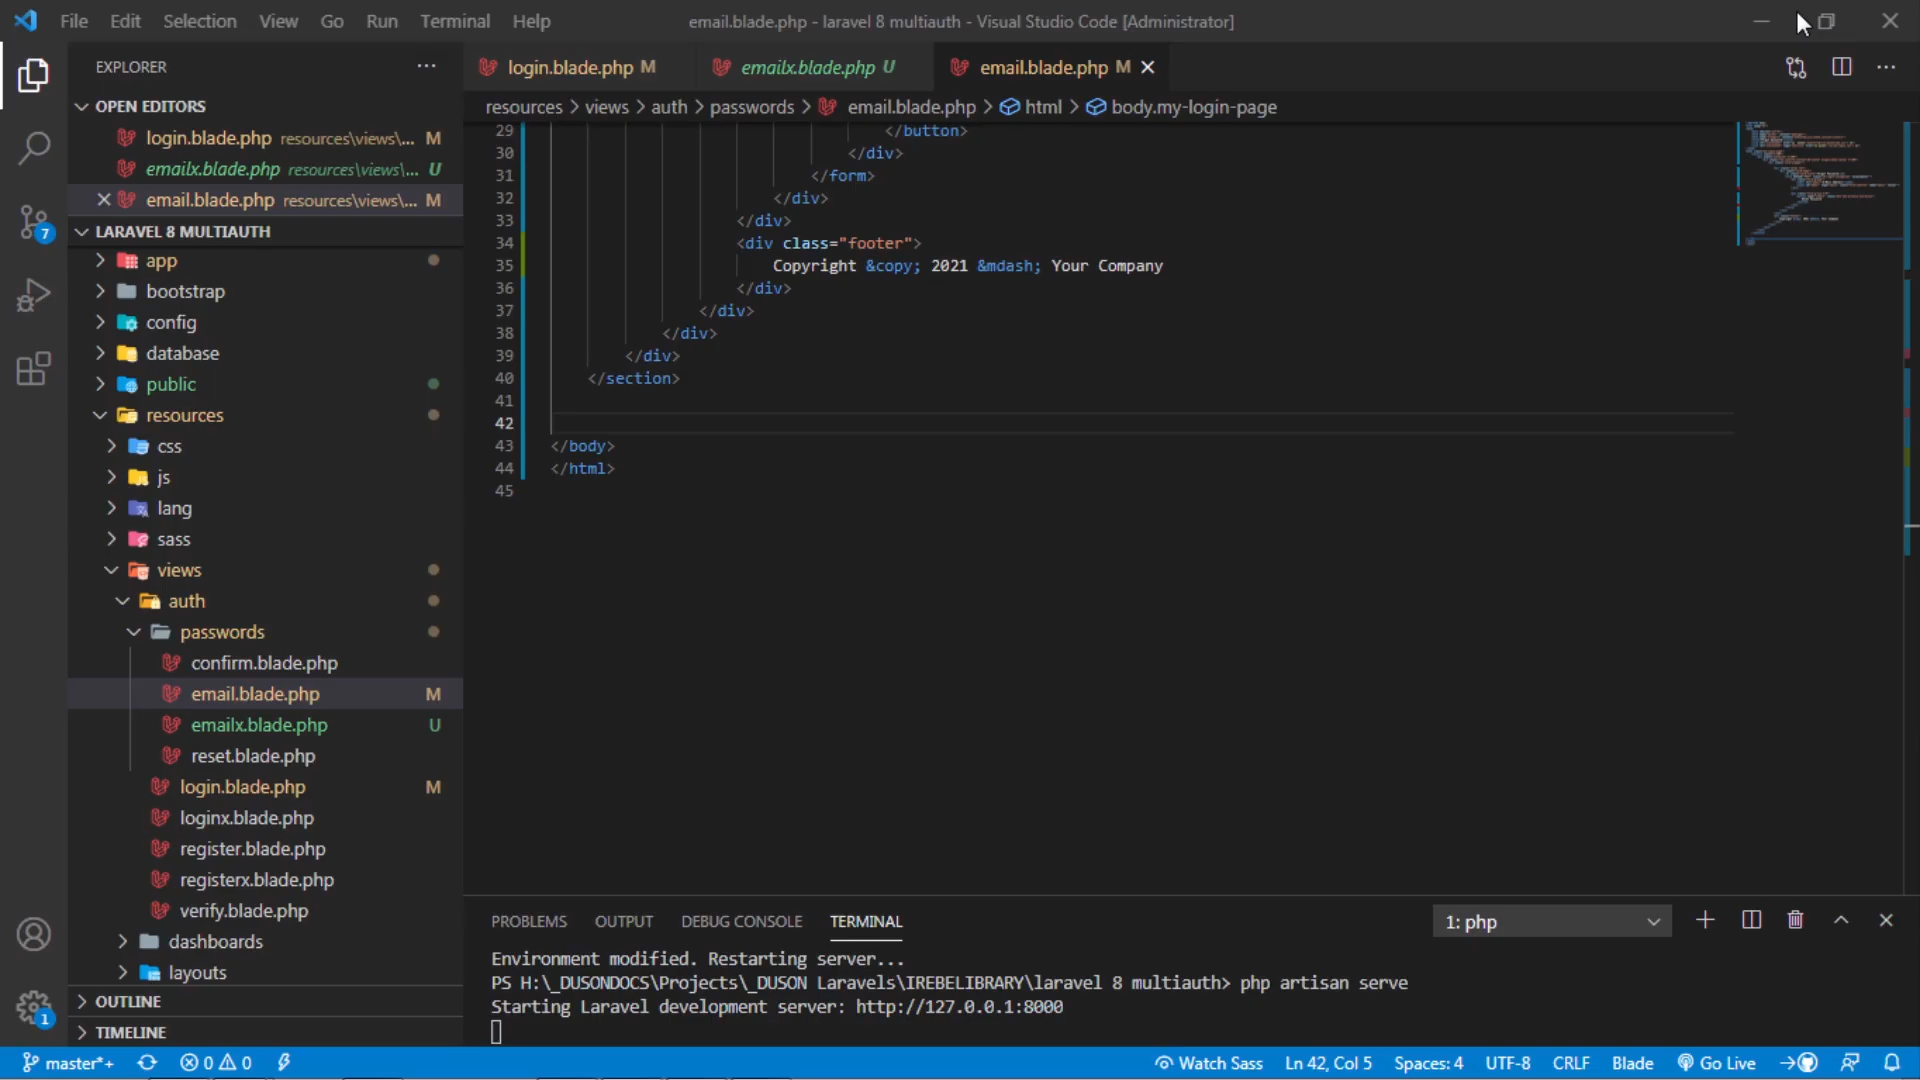 File Edit Selection View Go Run Terminal Help
email.blade.php - laravel 8 multiauth - Visual Studio Code [Administrator]
EXPLORER
OPEN EDITORS
login.blade.php resources\views\... M
emailx.blade.php resources\views\... U
email.blade.php resources\views\... M
LARAVEL 8 MULTIAUTH
app
bootstrap
config
database
public
resources
css
js
lang
sass
views
auth
passwords
confirm.blade.php
email.blade.php M
emailx.blade.php U
reset.blade.php
login.blade.php M
loginx.blade.php
register.blade.php
registerx.blade.php
verify.blade.php
dashboards
layouts
OUTLINE
TIMELINE
7
1
login.blade.php M
emailx.blade.php U
email.blade.php M
resources > views > auth > passwords > email.blade.php > html > body.my-login-page
29 </button>
30 </div>
31 </form>
32 </div>
33 </div>
34 <div class="footer">
35 Copyright &copy; 2021 &mdash; Your Company
36 </div>
37 </div>
38 </div>
39 </div>
40 </section>
41
42
43 </body>
44 </html>
45
PROBLEMS OUTPUT DEBUG CONSOLE TERMINAL
1: php
Environment modified. Restarting server...
PS H:\_DUSONDOCS\Projects\_DUSON Laravels\IREBELIBRARY\laravel 8 multiauth> php artisan serve
Starting Laravel development server: http://127.0.0.1:8000
master*+ 0 0 Watch Sass Ln 42, Col 5 Spaces: 4 UTF-8 CRLF Blade Go Live